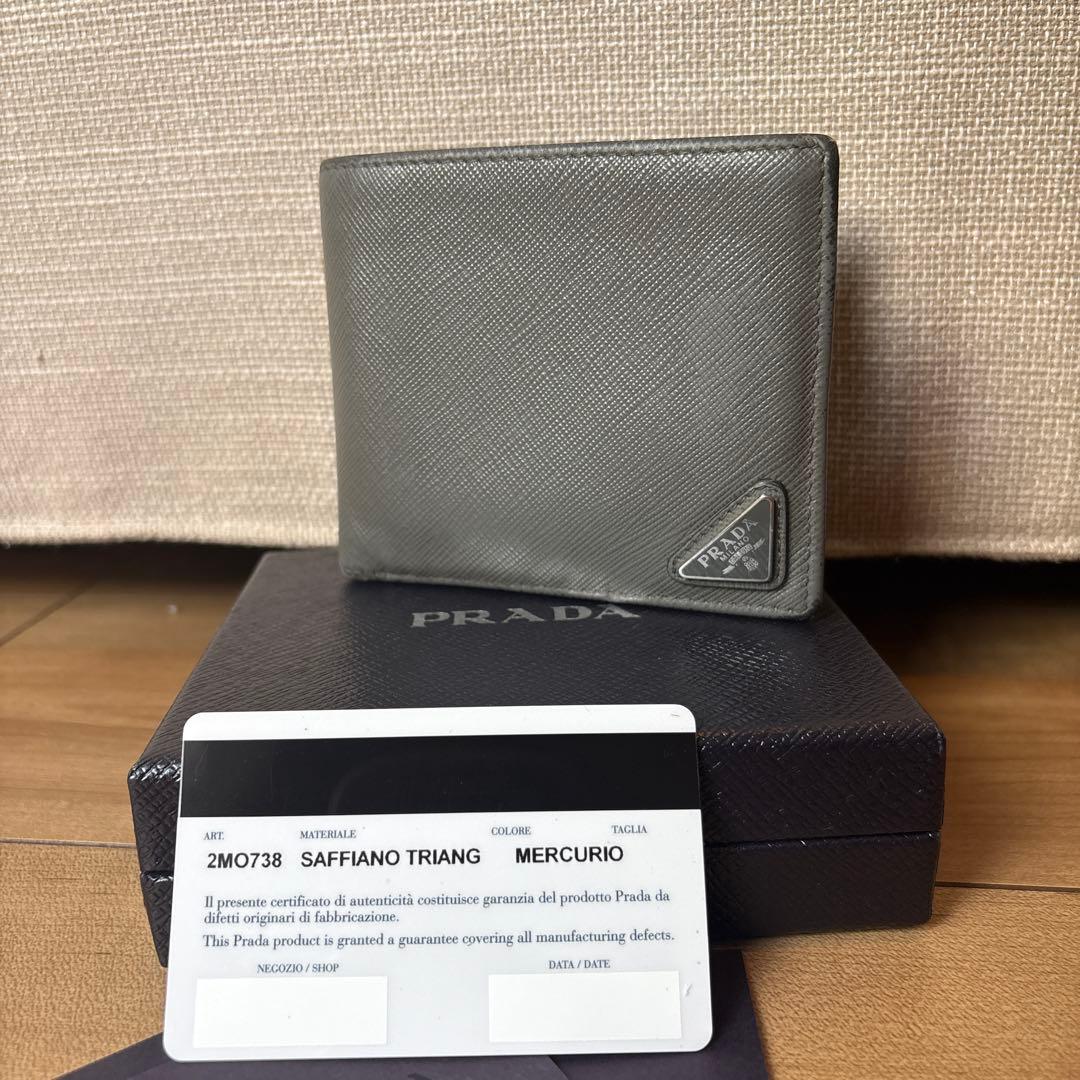 PRADA
MILANO
PRADA
ART. MATERIALE COLORE TAGLIA
2MO738 SAFFIANO TRIANG MERCURIO
Il presente certificato di autenticità costituisce garanzia del prodotto Prada da
difetti originari di fabbricazione.
This Prada product is granted a guarantee covering all manufacturing defects.
NEGOZIO / SHOP DATA / DATE